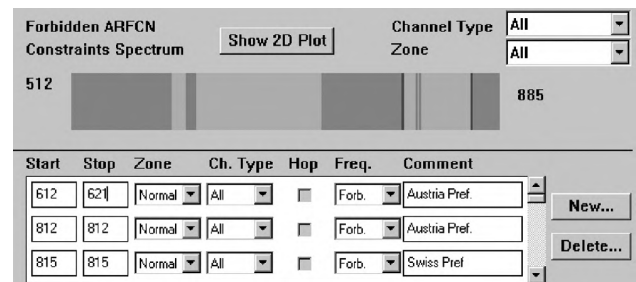 Forbidden ARFCN
Constraints Spectrum
Show 2D Plot
Channel Type All
Zone All
512
885
Start Stop Zone Ch. Type Hop Freq. Comment
612 621 Normal All Forb. Austria Pref.
812 812 Normal All Forb. Austria Pref.
815 815 Normal All Forb. Swiss Pref
New...
Delete...